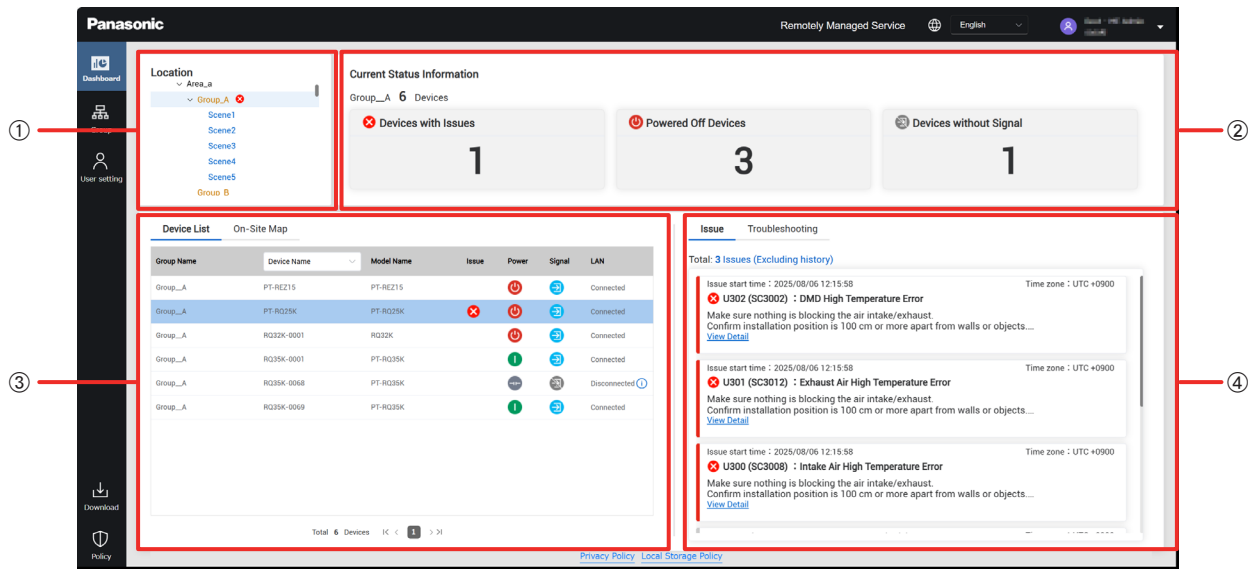 Panasonic
Remotely Managed Service
English
Dashboard
Group
User setting
Download
Policy
①
Location
Area_a
Group_A
Scene1
Scene2
Scene3
Scene4
Scene5
Group_B
②
Current Status Information
Group__A 6 Devices
Devices with Issues
1
Powered Off Devices
3
Devices without Signal
1
③
Device List On-Site Map
Group Name Device Name Model Name Issue Power Signal LAN
Group__A PT-REZ15 PT-REZ15 Connected
Group__A PT-RQ25K PT-RQ25K Connected
Group__A RQ32K-0001 RQ32K Connected
Group__A RQ35K-0001 PT-RQ35K Connected
Group__A RQ35K-0068 PT-RQ35K Disconnected
Group__A RQ35K-0069 PT-RQ35K Connected
Total 6 Devices 1
④
Issue Troubleshooting
Total: 3 Issues (Excluding history)
Issue start time : 2025/08/06 12:15:58 Time zone : UTC +0900
U302 (SC3002) : DMD High Temperature Error
Make sure nothing is blocking the air intake/exhaust.
Confirm installation position is 100 cm or more apart from walls or objects....
View Detail
Issue start time : 2025/08/06 12:15:58 Time zone : UTC +0900
U301 (SC3012) : Exhaust Air High Temperature Error
Make sure nothing is blocking the air intake/exhaust.
Confirm installation position is 100 cm or more apart from walls or objects....
View Detail
Issue start time : 2025/08/06 12:15:58 Time zone : UTC +0900
U300 (SC3008) : Intake Air High Temperature Error
Make sure nothing is blocking the air intake/exhaust.
Confirm installation position is 100 cm or more apart from walls or objects....
View Detail
Privacy Policy Local Storage Policy